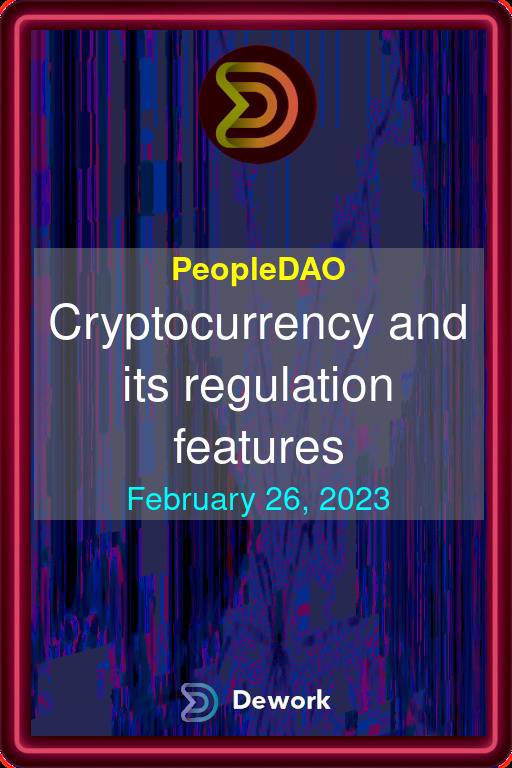 PeopleDAO
Cryptocurrency and
its regulation
features
February 26, 2023
Dework